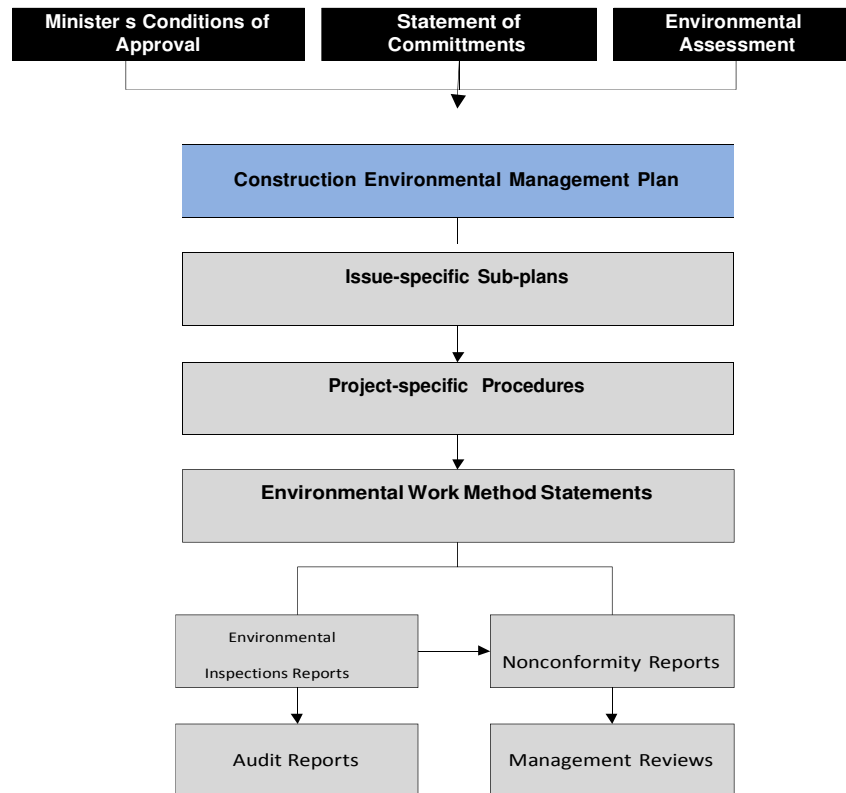 Minister s Conditions of
Approval
Statement of
Committments
Environmental
Assessment
Construction Environmental Management Plan
Issue-specific Sub-plans
Project-specific Procedures
Environmental Work Method Statements
Environmental
Inspections Reports
Nonconformity Reports
Audit Reports
Management Reviews